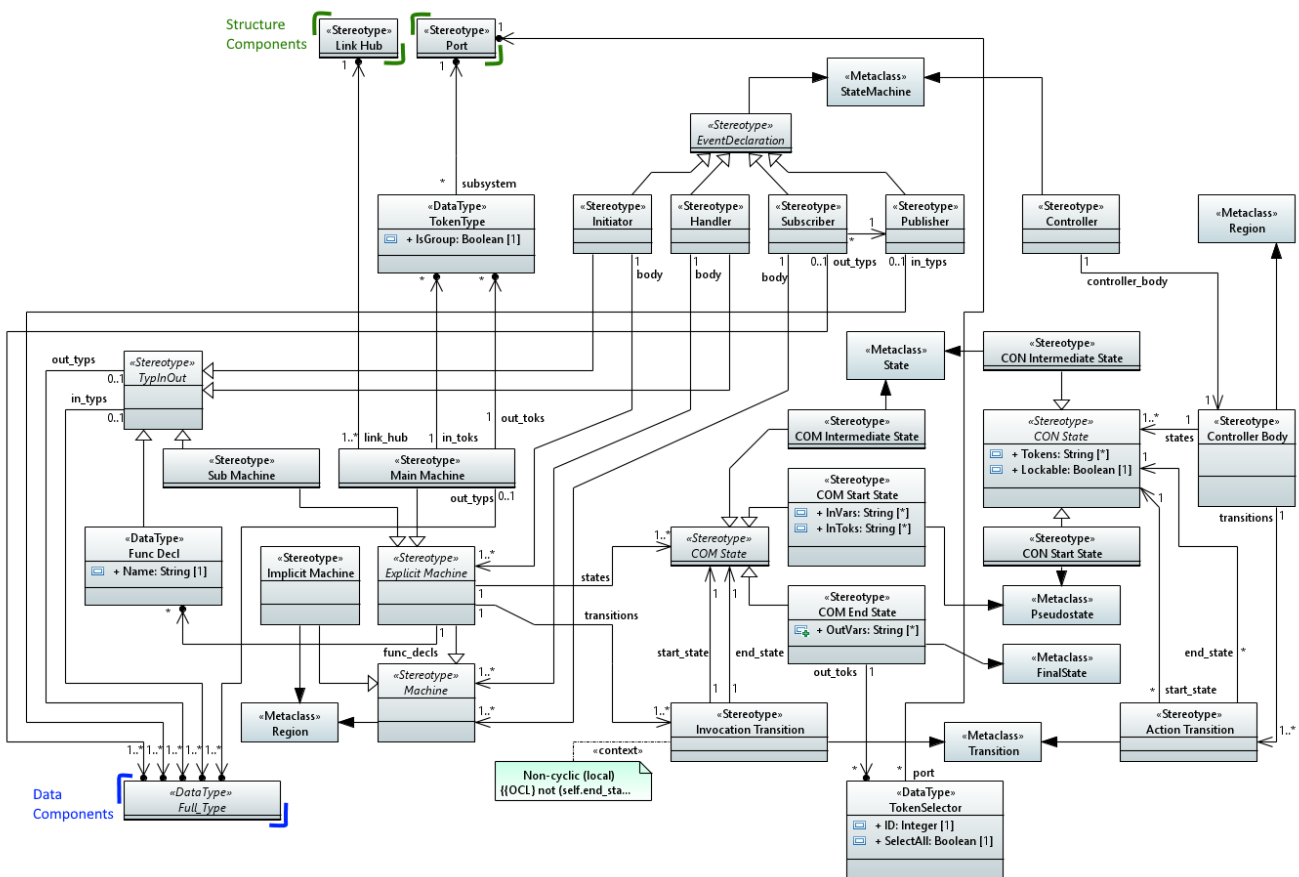 Structure
Components
«Stereotype»
Link Hub
«Stereotype»
Port
1
1
1
«Metaclass»
StateMachine
«Stereotype»
EventDeclaration
* subsystem
«DataType»
TokenType
+ IsGroup: Boolean [1]
* *
«Stereotype»
Initiator
«Stereotype»
Handler
«Stereotype»
Subscriber
«Stereotype»
Publisher
1
*
«Stereotype»
Controller
«Metaclass»
Region
1
body
1
body
1
body
0..1 out_typs
0..1 in_typs
1
controller_body
out_typs
0..1
in_typs
0..1
«Stereotype»
TypInOut
«Metaclass»
State
«Stereotype»
CON Intermediate State
1
out_toks
1..* link_hub
1 in_toks
«Stereotype»
Sub Machine
«Stereotype»
Main Machine
out_typs 0..1
«Stereotype»
COM Intermediate State
«Stereotype»
CON State
+ Tokens: String [*]
+ Lockable: Boolean [1]
1..*
1
states
1
1
1
«Stereotype»
Controller Body
transitions
1
«Stereotype»
COM Start State
+ InVars: String [*]
+ InToks: String [*]
«Stereotype»
CON Start State
«DataType»
Func Decl
+ Name: String [1]
*
«Stereotype»
Implicit Machine
«Stereotype»
Explicit Machine
1..*
1
states
1
transitions
1
1
func_decls
1..*
«Stereotype»
COM State
«Metaclass»
Pseudostate
«Stereotype»
COM End State
+ OutVars: String [*]
out_toks
1
«Metaclass»
FinalState
1 1
start_state
end_state
1 1
end_state
*
start_state
*
«Stereotype»
Machine
1..*
1..*
«Metaclass»
Region
1..*
«Stereotype»
Invocation Transition
«context»
Non-cyclic (local)
{{OCL} not (self.end_sta...
«Metaclass»
Transition
«Stereotype»
Action Transition
1..*
1..* 1..* 1..* 1..* 1..*
Data
Components
«DataType»
Full_Type
*
* port
«DataType»
TokenSelector
+ ID: Integer [1]
+ SelectAll: Boolean [1]